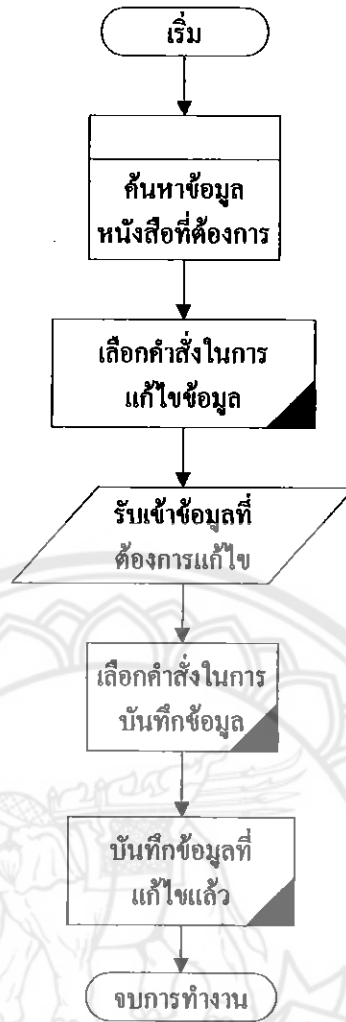 เริ่ม
ค้นหาข้อมูล
หนังสือที่ต้องการ
เลือกคำสั่งในการ
แก้ไขข้อมูล
รับเข้าข้อมูลที่
ต้องการแก้ไข
เลือกคำสั่งในการ
บันทึกข้อมูล
บันทึกข้อมูลที่
แก้ไขแล้ว
จบการทำงาน